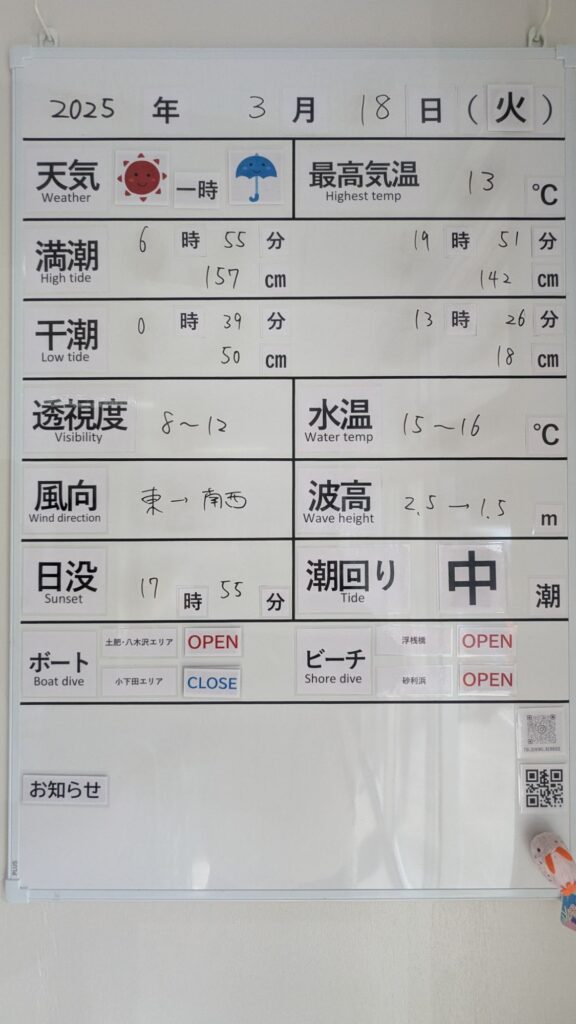 2025 年 3 月 18 日 (火)
天気 一時 最高気温 13 ℃
Weather Highest temp
満潮 6 時 55 分 19 時 51 分
High tide 157 cm 142 cm
干潮 0 時 39 分 13 時 26 分
Low tide 50 cm 18 cm
透視度 8~12 水温 15~16 ℃
Visibility Water temp
風向 東→南西 波高 2.5→1.5 m
Wind direction Wave height
日没 17 時 55 分 潮回り 中 潮
Sunset Tide
ボート 土肥・八木沢エリア OPEN ビーチ 浮桟橋 OPEN
Boat dive 小下田エリア CLOSE Shore dive 砂利浜 OPEN
お知らせ
PLUS